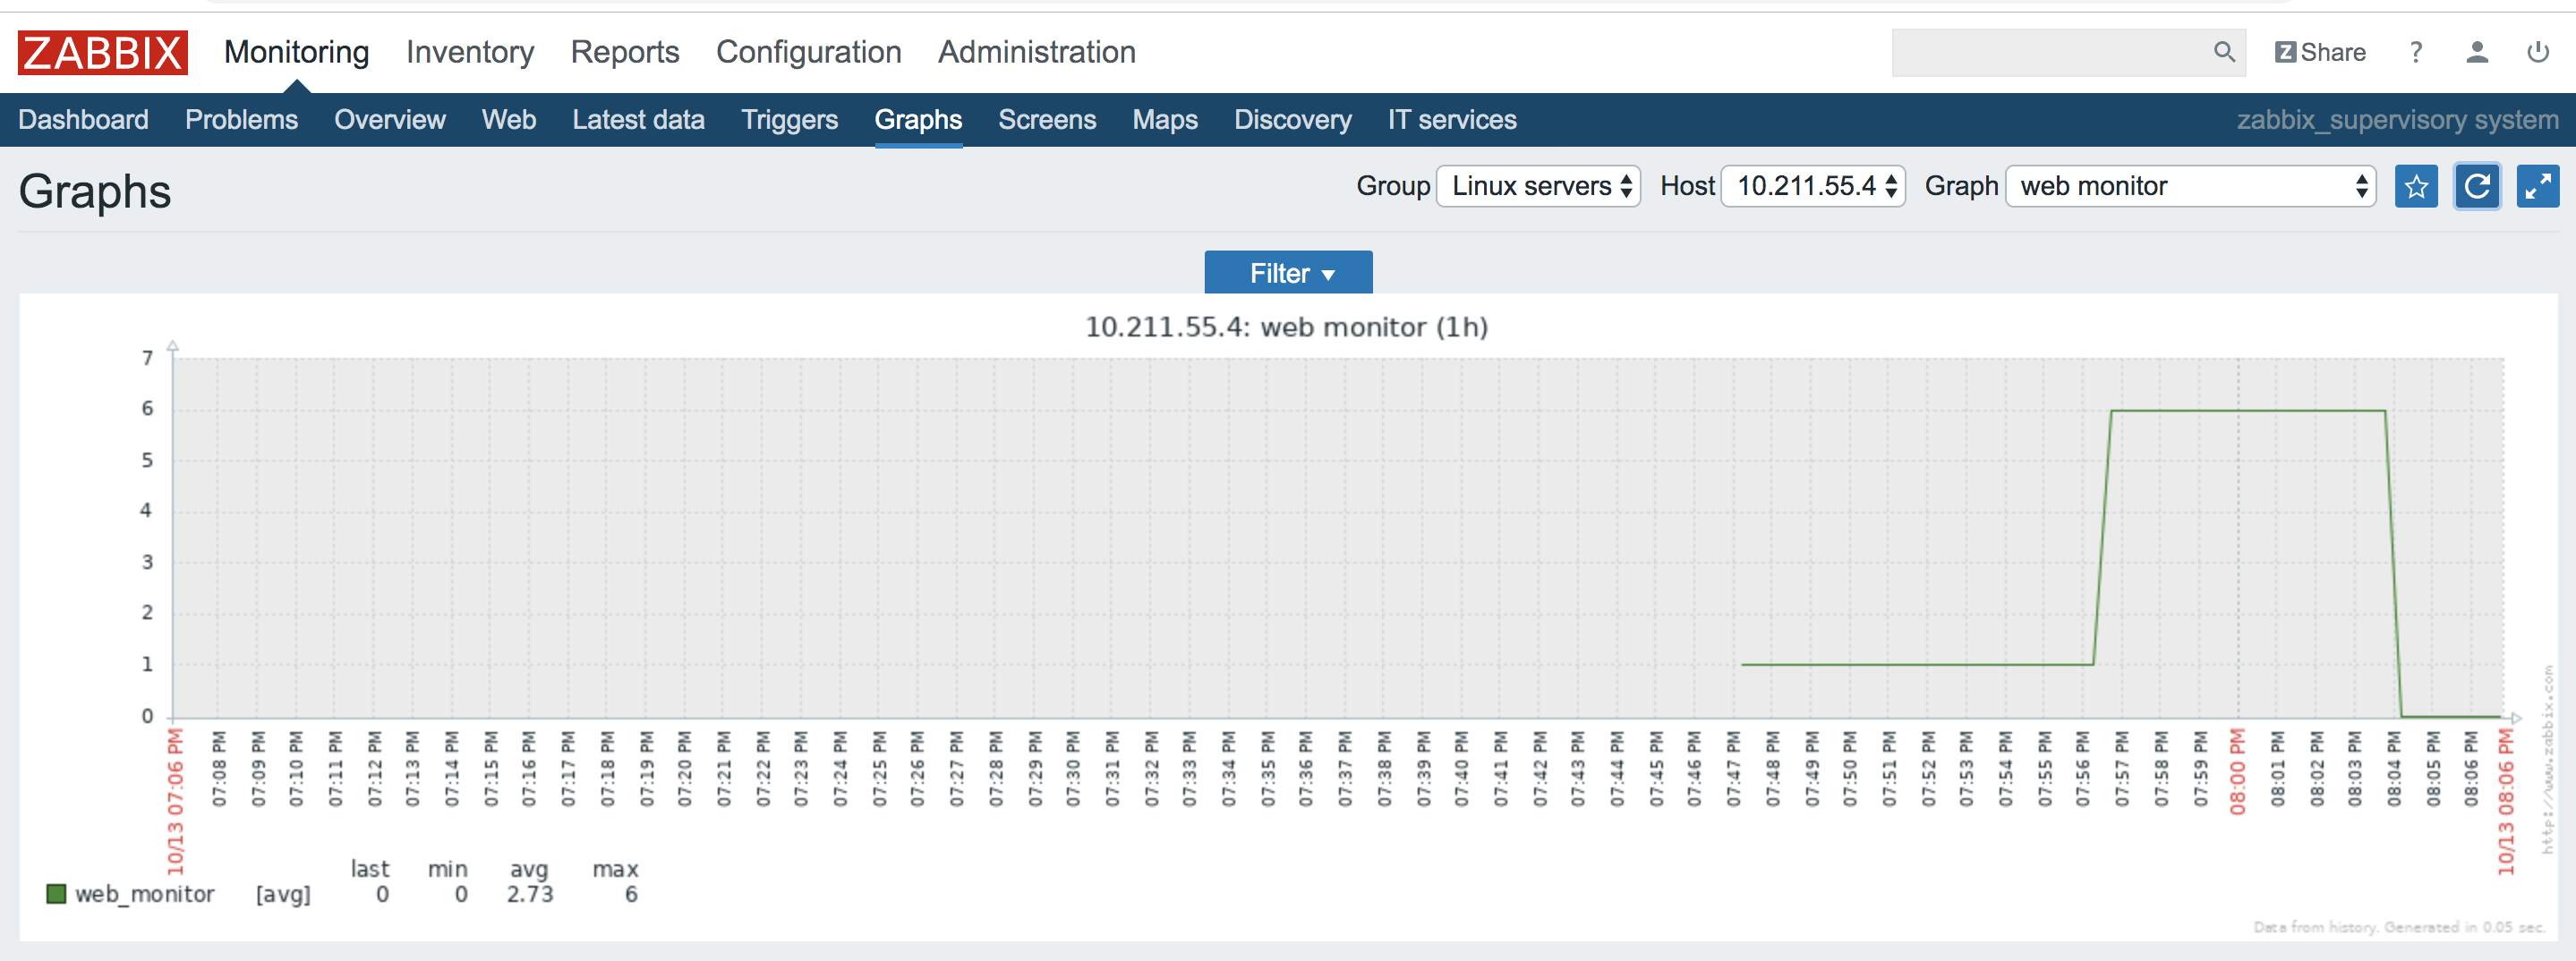 ZABBIX Monitoring Inventory Reports Configuration Administration Z Share ?
Dashboard Problems Overview Web Latest data Triggers Graphs Screens Maps Discovery IT services zabbix_supervisory system
Graphs Group Linux servers Host 10.211.55.4 Graph web monitor
Filter
10.211.55.4: web monitor (1h)
7
6
5
4
3
2
1
0
10/13 07:06 PM 07:08 PM 07:09 PM 07:10 PM 07:11 PM 07:12 PM 07:13 PM 07:14 PM 07:15 PM 07:16 PM 07:17 PM 07:18 PM 07:19 PM 07:20 PM 07:21 PM 07:22 PM 07:23 PM 07:24 PM 07:25 PM 07:26 PM 07:27 PM 07:28 PM 07:29 PM 07:30 PM 07:31 PM 07:32 PM 07:33 PM 07:34 PM 07:35 PM 07:36 PM 07:37 PM 07:38 PM 07:39 PM 07:40 PM 07:41 PM 07:42 PM 07:43 PM 07:44 PM 07:45 PM 07:46 PM 07:47 PM 07:48 PM 07:49 PM 07:50 PM 07:51 PM 07:52 PM 07:53 PM 07:54 PM 07:55 PM 07:56 PM 07:57 PM 07:58 PM 07:59 PM 08:00 PM 08:01 PM 08:02 PM 08:03 PM 08:04 PM 08:05 PM 08:06 PM 10/13 08:06 PM
http://www.zabbix.com
last min avg max
web_monitor [avg] 0 0 2.73 6
Data from history. Generated in 0.05 sec.